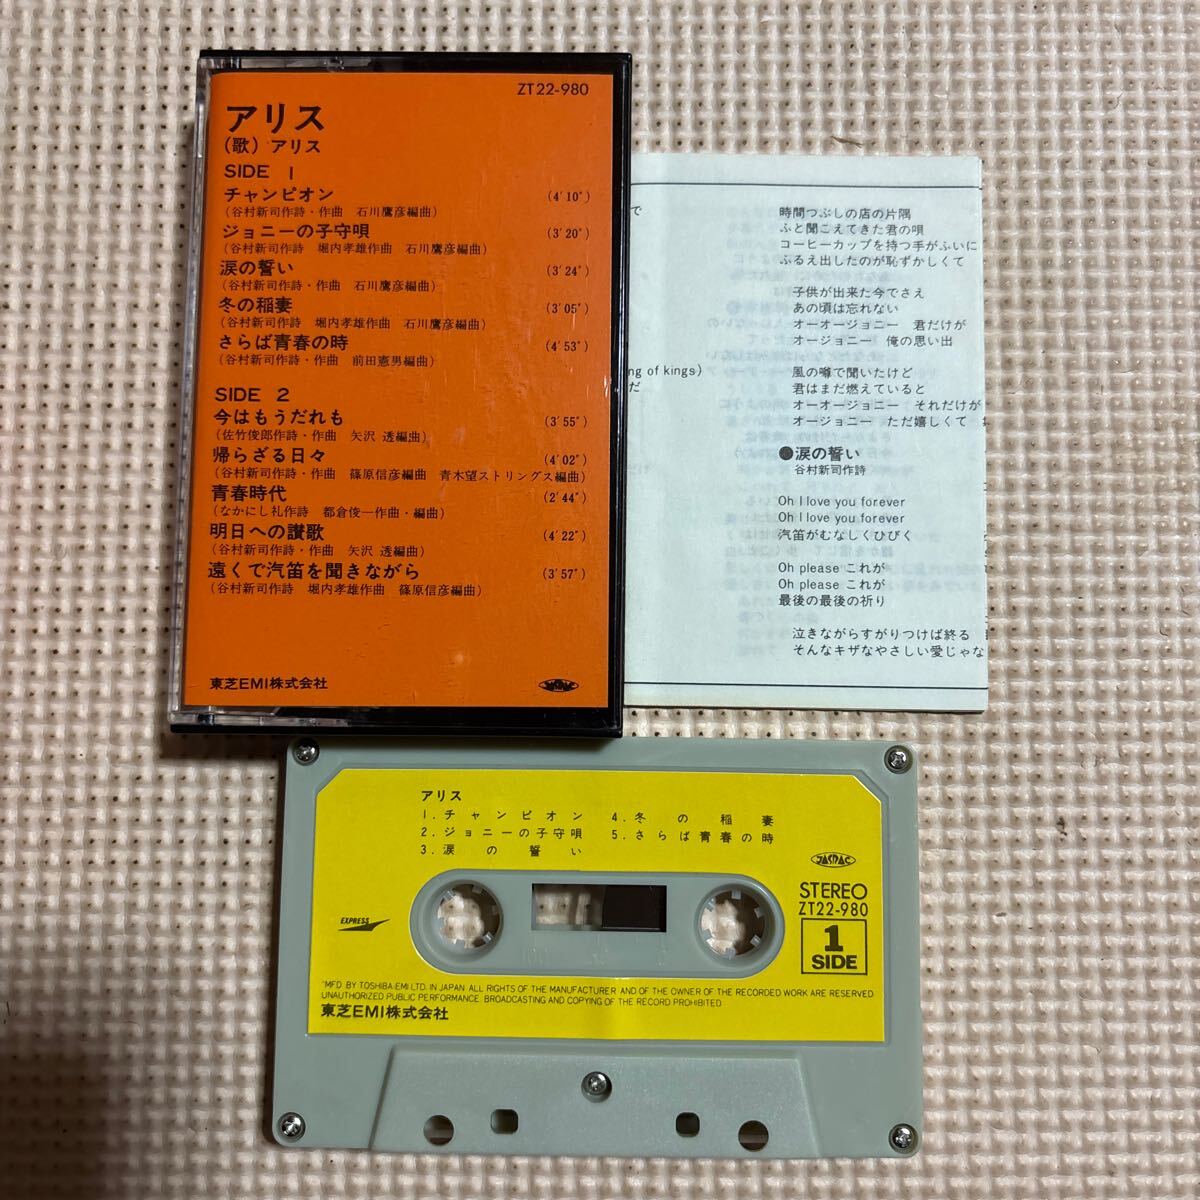 ZT22-980
アリス
(歌) アリス
SIDE 1
チャンピオン (4'10")
(谷村新司作詩・作曲 石川鷹彦編曲)
ジョニーの子守唄 (3'20")
(谷村新司作詩 堀内孝雄作曲 石川鷹彦編曲)
涙の誓い (3'24")
(谷村新司作詩・作曲 石川鷹彦編曲)
冬の稲妻 (3'05")
(谷村新司作詩 堀内孝雄作曲 石川鷹彦編曲)
さらば青春の時 (4'53")
(谷村新司作詩・作曲 前田憲男編曲)
SIDE 2
今はもうだれも (3'55")
(佐竹俊郎作詩・作曲 矢沢 透編曲)
帰らざる日々 (4'02")
(谷村新司作詩・作曲 篠原信彦編曲 青木望ストリングス編曲)
青春時代 (2'44")
(なかにし礼作詩 都倉俊一作曲・編曲)
明日への讃歌 (4'22")
(谷村新司作詩・作曲 矢沢 透編曲)
遠くで汽笛を聞きながら (3'57")
(谷村新司作詩 堀内孝雄作曲 篠原信彦編曲)
東芝EMI株式会社
で
ng of kings)
だ
時間つぶしの店の片隅
ふと聞こえてきた君の唄
コーヒーカップを持つ手がふいに
ふるえ出したのが恥ずかしくて
子供が出来た今でさえ
あの頃は忘れない
オーオージョニー 君だけが
オージョニー 俺の思い出
風の噂で聞いたけど
君はまだ燃えていると
オーオージョニー それだけが
オージョニー ただ嬉しくて
●涙の誓い
谷村新司作詩
Oh I love you forever
Oh I love you forever
汽笛がむなしくひびく
Oh please これが
Oh please これが
最後の最後の祈り
泣きながらすがりつけば終る
そんなキザなやさしい愛じゃな
アリス
1.チャンピオン 4.冬の稲妻
2.ジョニーの子守唄 5.さらば青春の時
3.涙の誓い
JASRAC
STEREO
ZT22-980
EXPRESS
1
SIDE
"MFD BY TOSHIBA-EMI LTD. IN JAPAN ALL RIGHTS OF THE MANUFACTURER AND OF THE OWNER OF THE RECORDED WORK ARE RESERVED
UNAUTHORIZED PUBLIC PERFORMANCE BROADCASTING AND COPYING OF THE RECORD PROHIBITED
東芝EMI株式会社